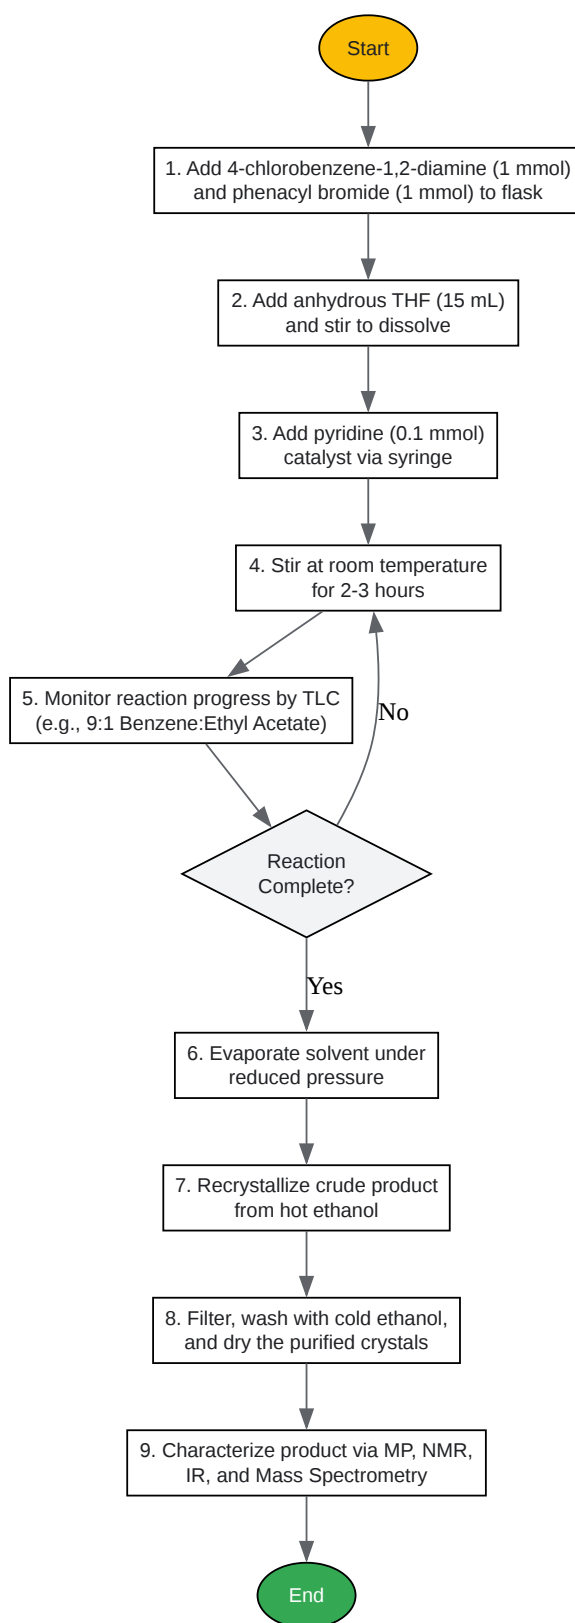 Start
1. Add 4-chlorobenzene-1,2-diamine (1 mmol)
and phenacyl bromide (1 mmol) to flask
2. Add anhydrous THF (15 mL)
and stir to dissolve
3. Add pyridine (0.1 mmol)
catalyst via syringe
4. Stir at room temperature
for 2-3 hours
5. Monitor reaction progress by TLC
(e.g., 9:1 Benzene:Ethyl Acetate)
No
Reaction
Complete?
Yes
6. Evaporate solvent under
reduced pressure
7. Recrystallize crude product
from hot ethanol
8. Filter, wash with cold ethanol,
and dry the purified crystals
9. Characterize product via MP, NMR,
IR, and Mass Spectrometry
End